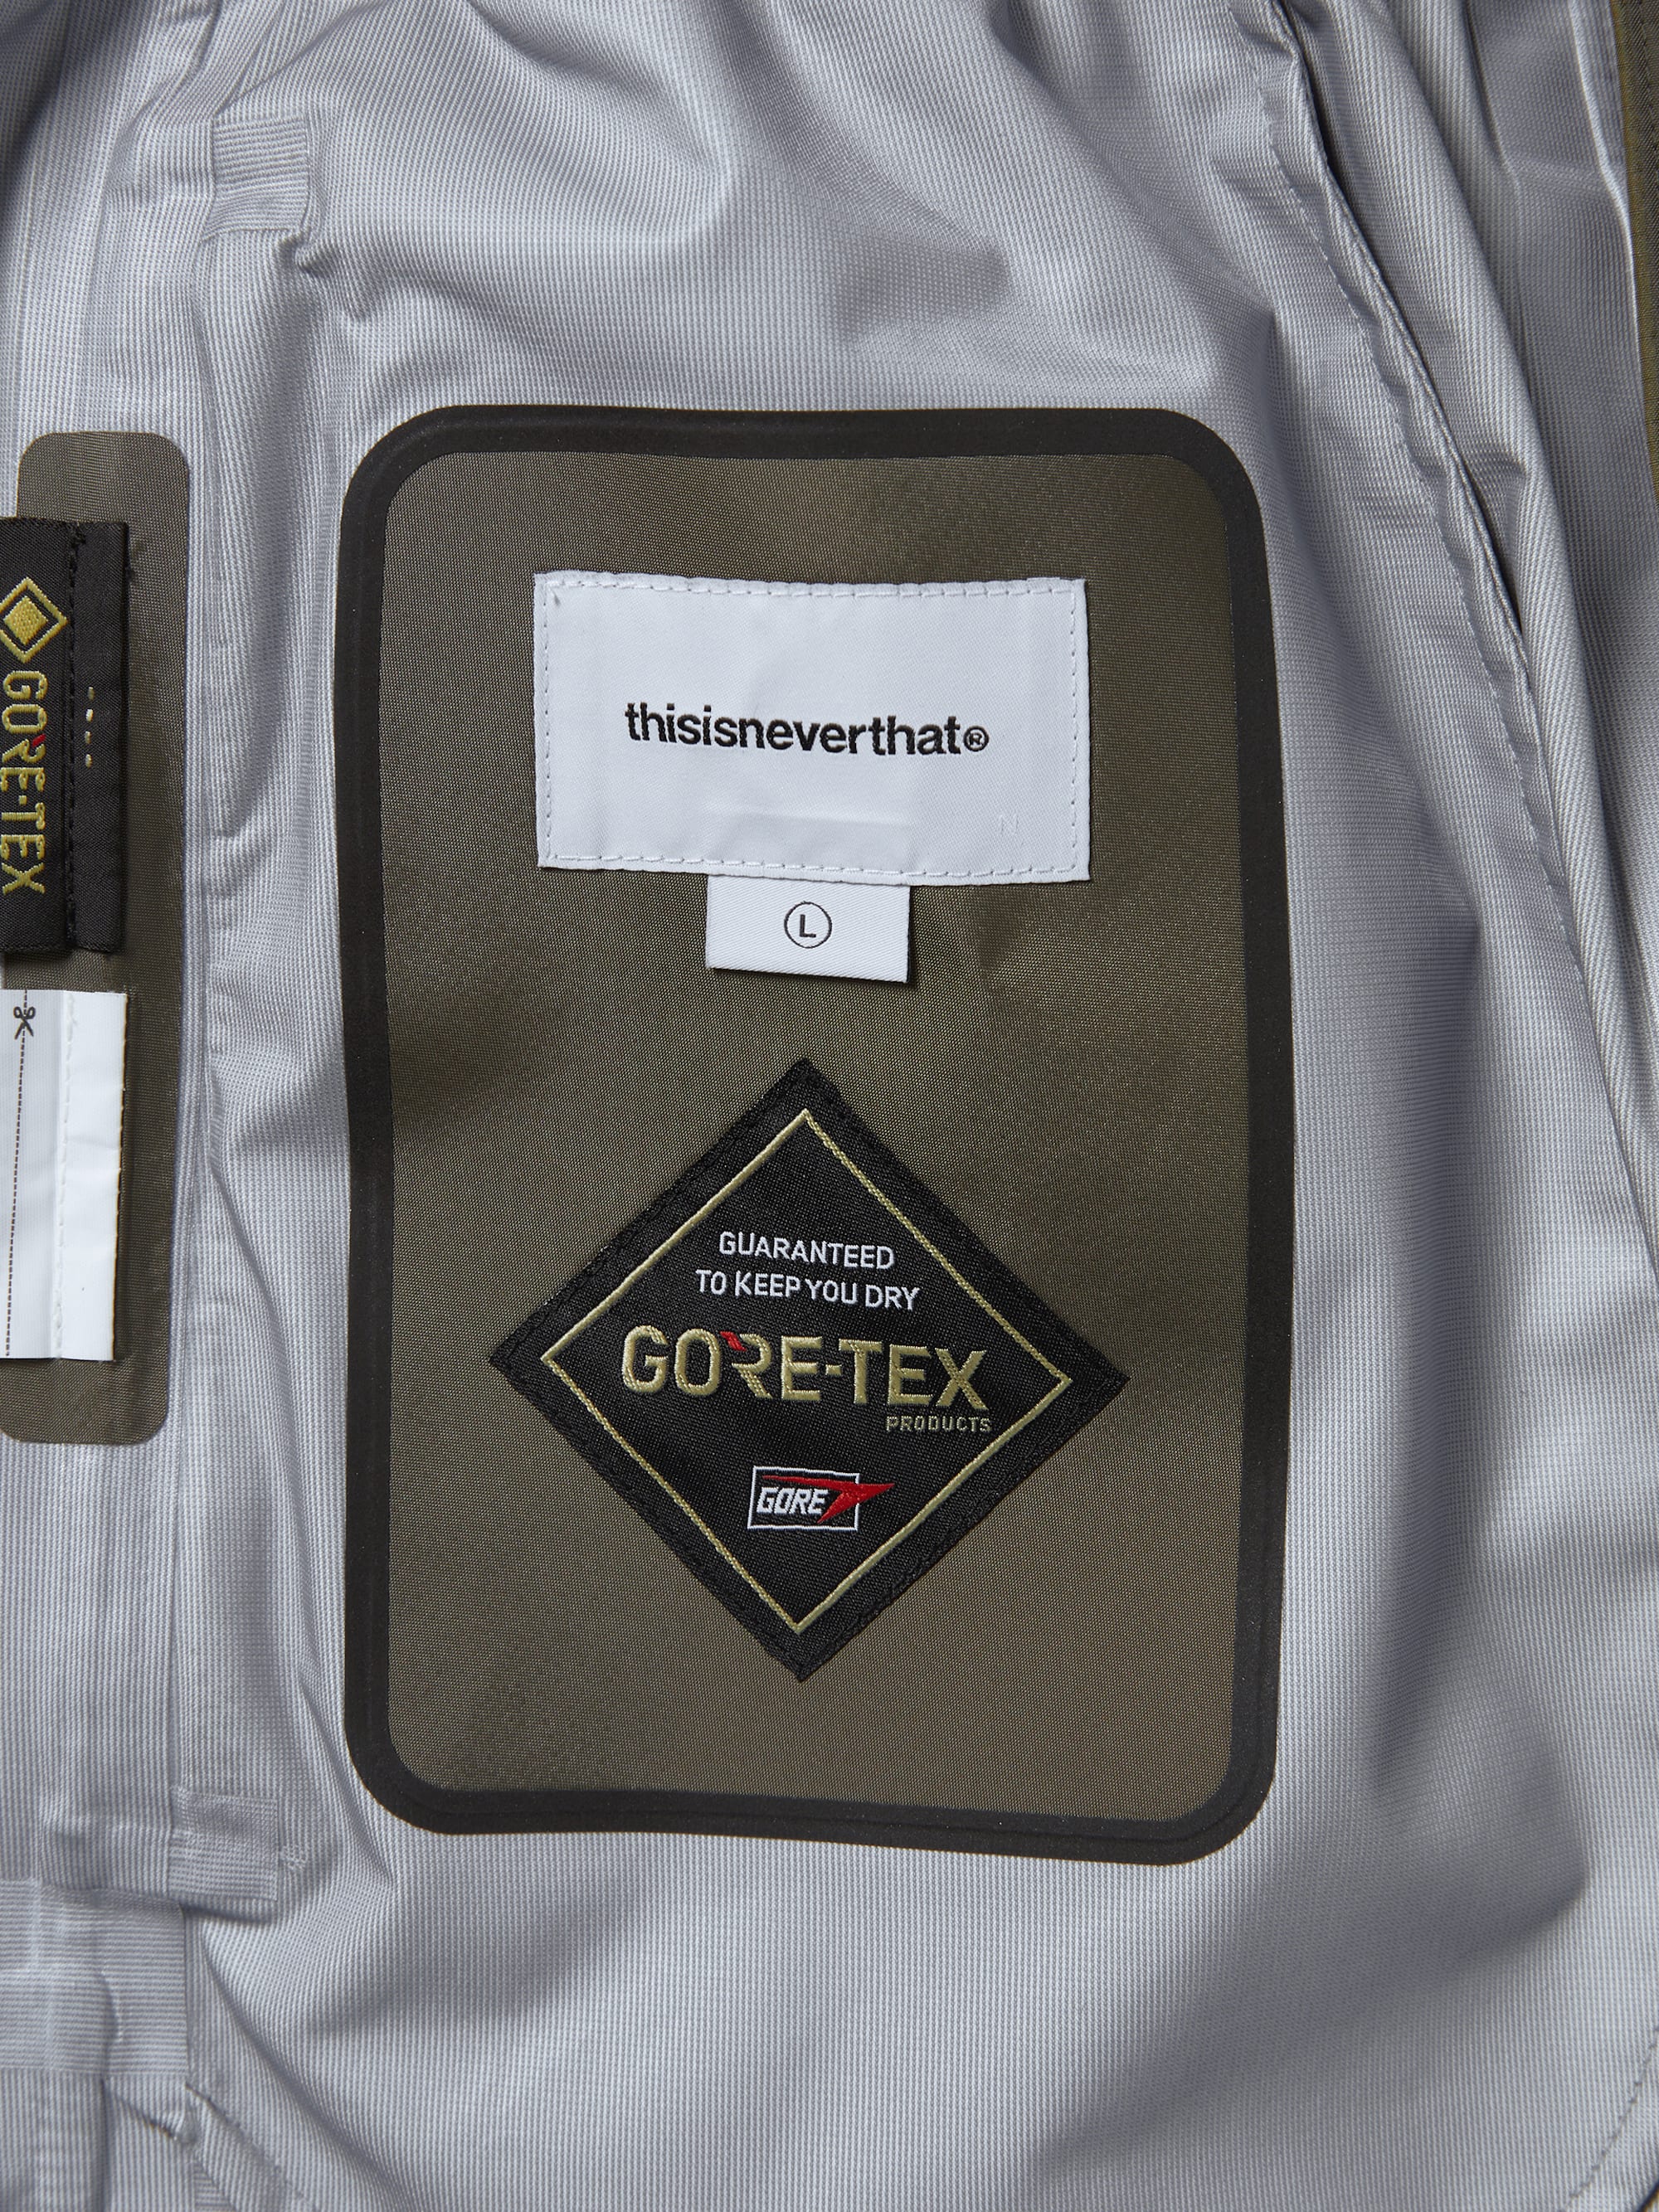 thisisneverthat®
L
GUARANTEED
TO KEEP YOU DRY
GORE-TEX
PRODUCTS
GORE
GORE-TEX